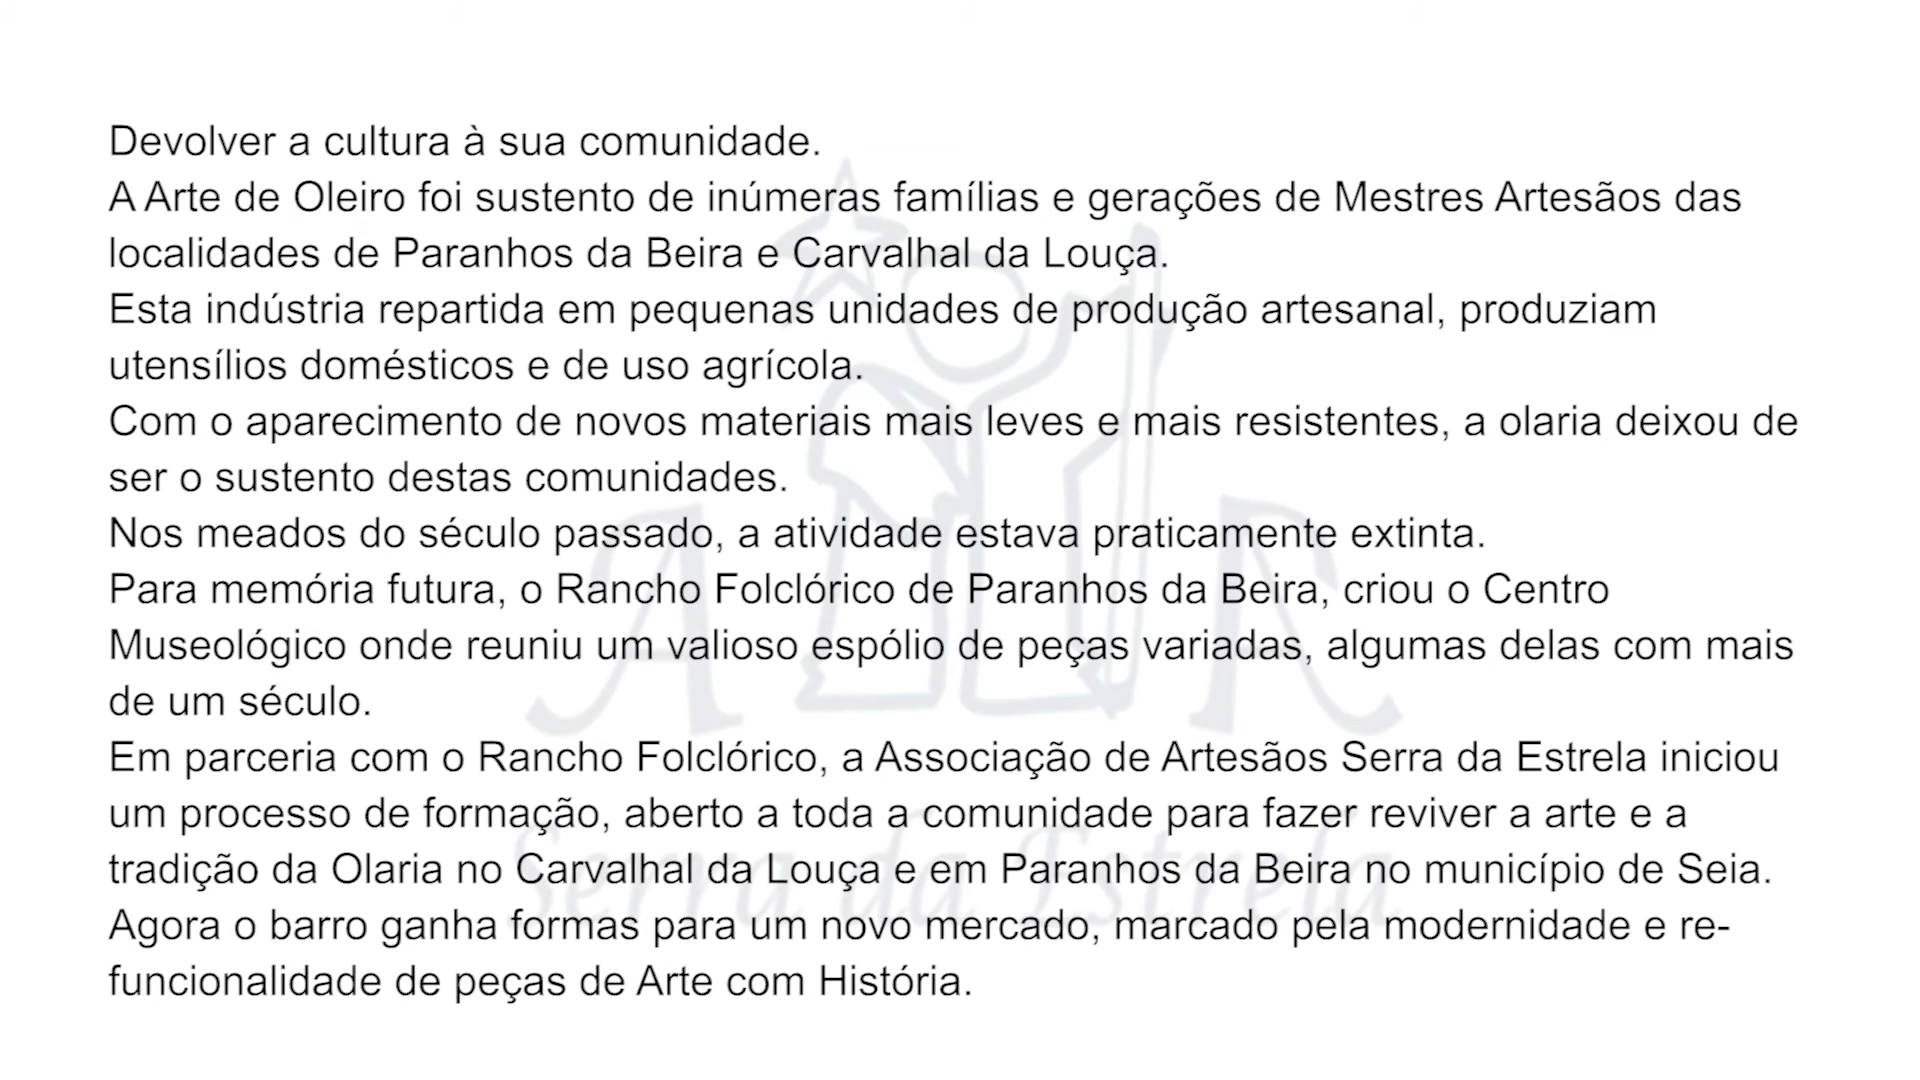 Devolver a cultura à sua comunidade.
A Arte de Oleiro foi sustento de inúmeras famílias e gerações de Mestres Artesãos das
localidades de Paranhos da Beira e Carvalhal da Louça.
Esta indústria repartida em pequenas unidades de produção artesanal, produziam
utensílios domésticos e de uso agrícola.
Com o aparecimento de novos materiais mais leves e mais resistentes, a olaria deixou de
ser o sustento destas comunidades.
Nos meados do século passado, a atividade estava praticamente extinta.
Para memória futura, o Rancho Folclórico de Paranhos da Beira, criou o Centro
Museológico onde reuniu um valioso espólio de peças variadas, algumas delas com mais
de um século.
Em parceria com o Rancho Folclórico, a Associação de Artesãos Serra da Estrela iniciou
um processo de formação, aberto a toda a comunidade para fazer reviver a arte e a
tradição da Olaria no Carvalhal da Louça e em Paranhos da Beira no município de Seia.
Agora o barro ganha formas para um novo mercado, marcado pela modernidade e re-
funcionalidade de peças de Arte com História.
Serra da Estrela